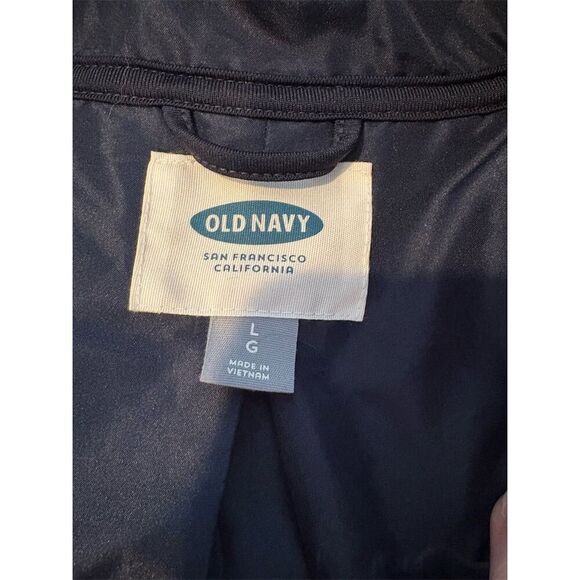 OLD NAVY
SAN FRANCISCO
CALIFORNIA
L
G
MADE IN
VIETNAM